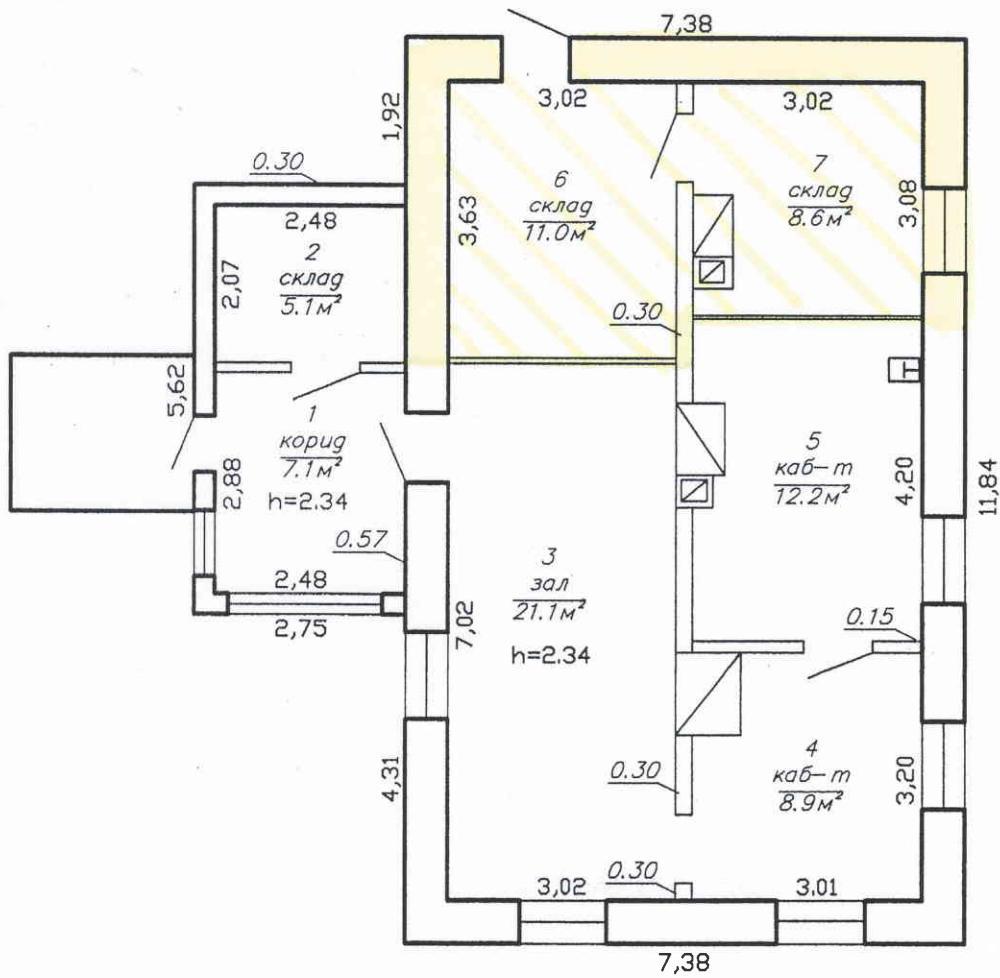 7,38
3,02
3,02
1,92
0.30
6
склад
11.0м²
7
склад
8.6м²
3,63
3,08
2,48
2
склад
5.1м²
2,07
0.30
5,62
1
корид
7.1м²
h=2.34
2,88
5
каб-т
12.2м²
4,20
11,84
0.57
3
зал
21.1м²
h=2.34
2,48
2,75
7,02
0.15
4
каб-т
8.9м²
3,20
4,31
0.30
0.30
3,02
3,01
7,38